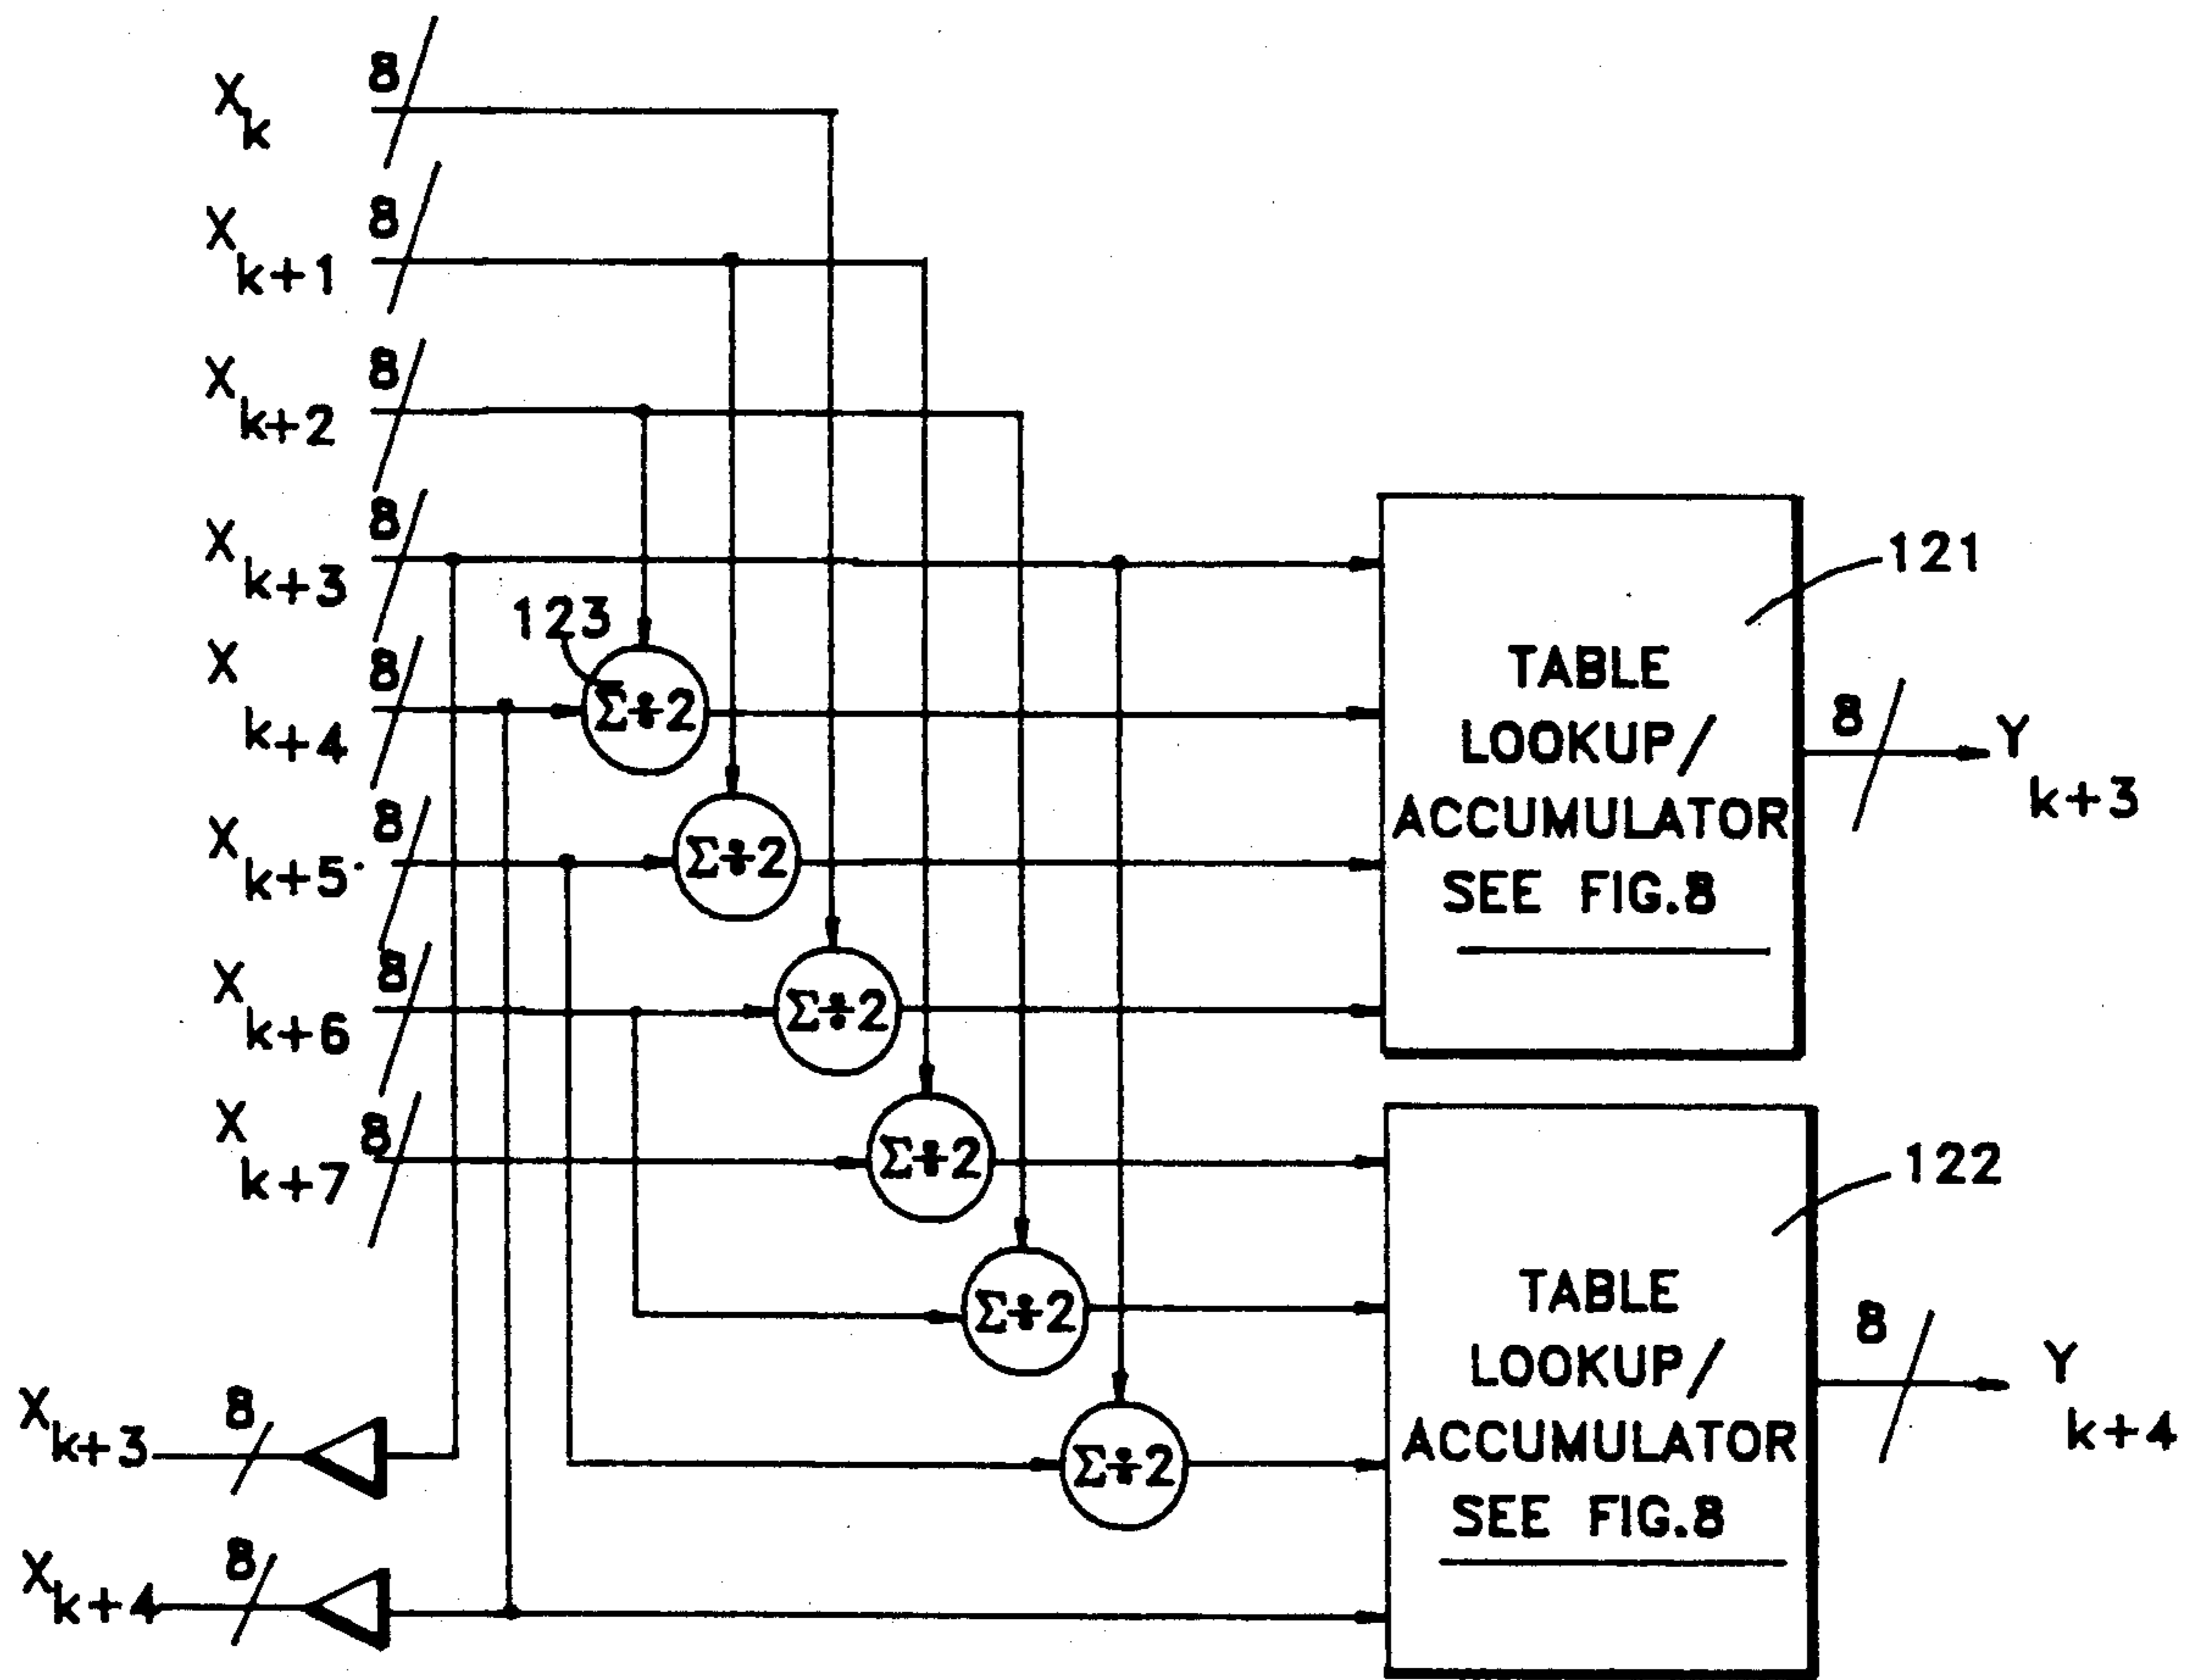 8
X
k
8
X
k+1
8
X
k+2
8
X
k+3
121
123
8
X
k+4
Σ÷2
TABLE
LOOKUP/
ACCUMULATOR
SEE FIG.8
8
Y
k+3
8
X
k+5
Σ÷2
8
X
k+6
Σ÷2
8
X
k+7
Σ÷2
122
Σ÷2
TABLE
LOOKUP/
ACCUMULATOR
SEE FIG.8
8
Y
k+4
X
k+3
8
Σ÷2
X
k+4
8